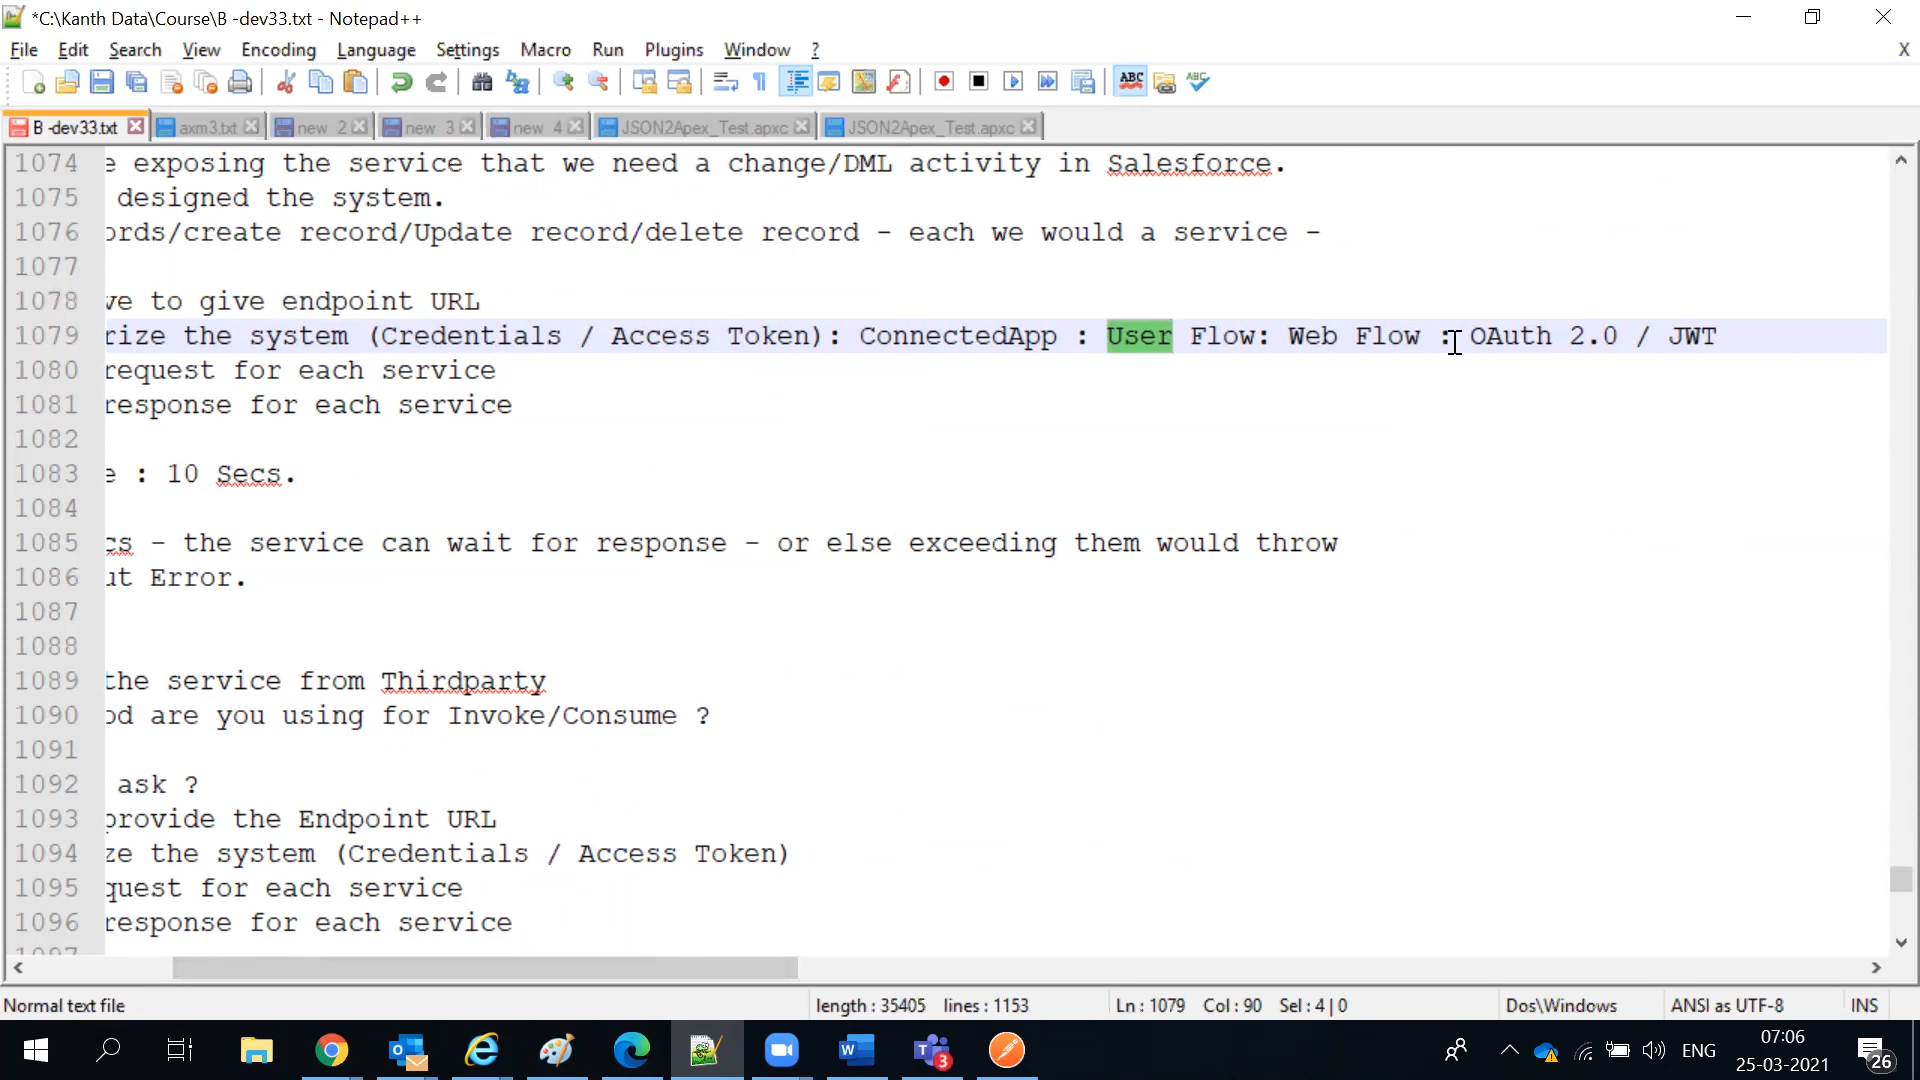 *C:\Kanth Data\Course\B -dev33.txt - Notepad++
File Edit Search View Encoding Language Settings Macro Run Plugins Window ? X
B -dev33.txt axm3.txt new 2 new 3 new 4 JSON2Apex_Test.apxc JSON2Apex_Test.apxc
1074 e exposing the service that we need a change/DML activity in Salesforce.
1075 designed the system.
1076 ords/create record/Update record/delete record - each we would a service -
1077
1078 ve to give endpoint URL
1079 rize the system (Credentials / Access Token): ConnectedApp : User Flow: Web Flow : OAuth 2.0 / JWT
1080 request for each service
1081 response for each service
1082
1083 e : 10 Secs.
1084
1085 cs - the service can wait for response - or else exceeding them would throw
1086 ut Error.
1087
1088
1089 the service from Thirdparty
1090 od are you using for Invoke/Consume ?
1091
1092 ask ?
1093 provide the Endpoint URL
1094 ze the system (Credentials / Access Token)
1095 quest for each service
1096 response for each service
Normal text file length : 35405 lines : 1153 Ln : 1079 Col : 90 Sel : 4 | 0 Dos\Windows ANSI as UTF-8 INS
ENG 07:06
25-03-2021 26